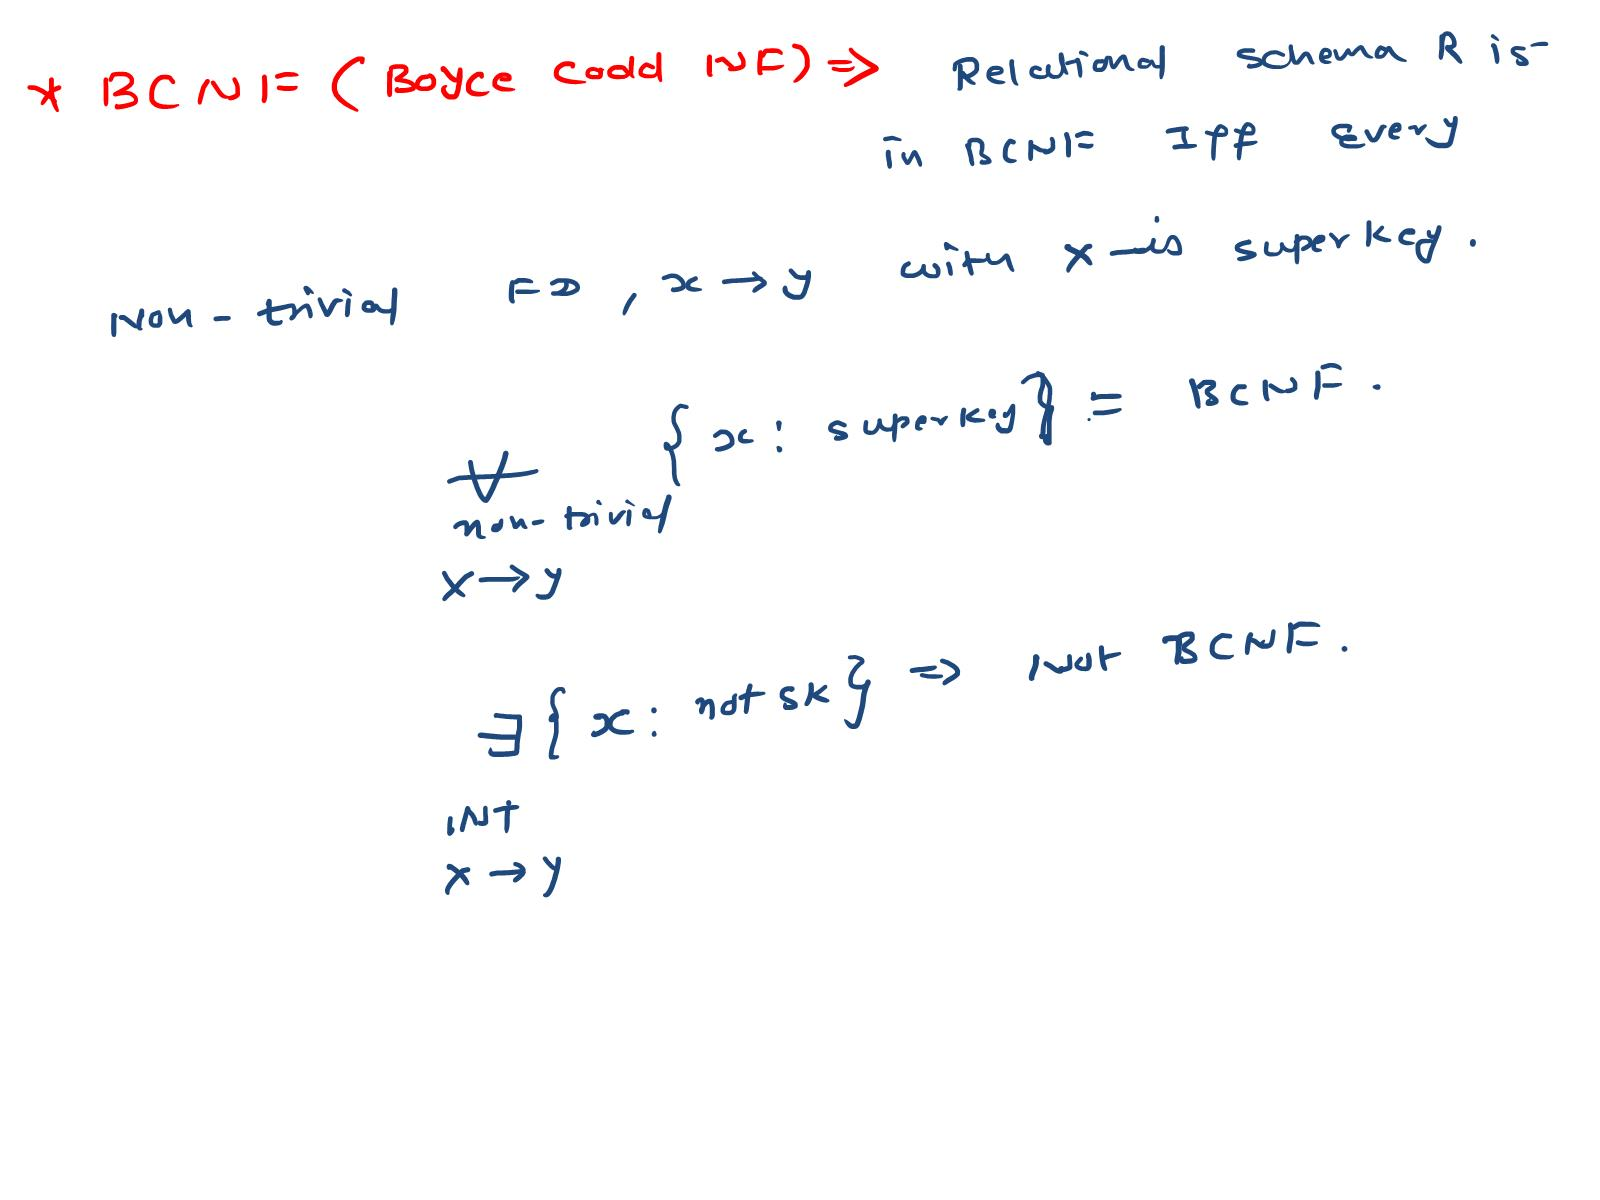 * BCNF (Boyce Codd NF) ⇒ Relational schema R is
in BCNF Iff every
Non-trivial FD, x → y with x is superkey.
∀ {x: superkey} = BCNF.
non-trivial
x → y
∃ {x: not sk} ⇒ Not BCNF.
NT
x → y